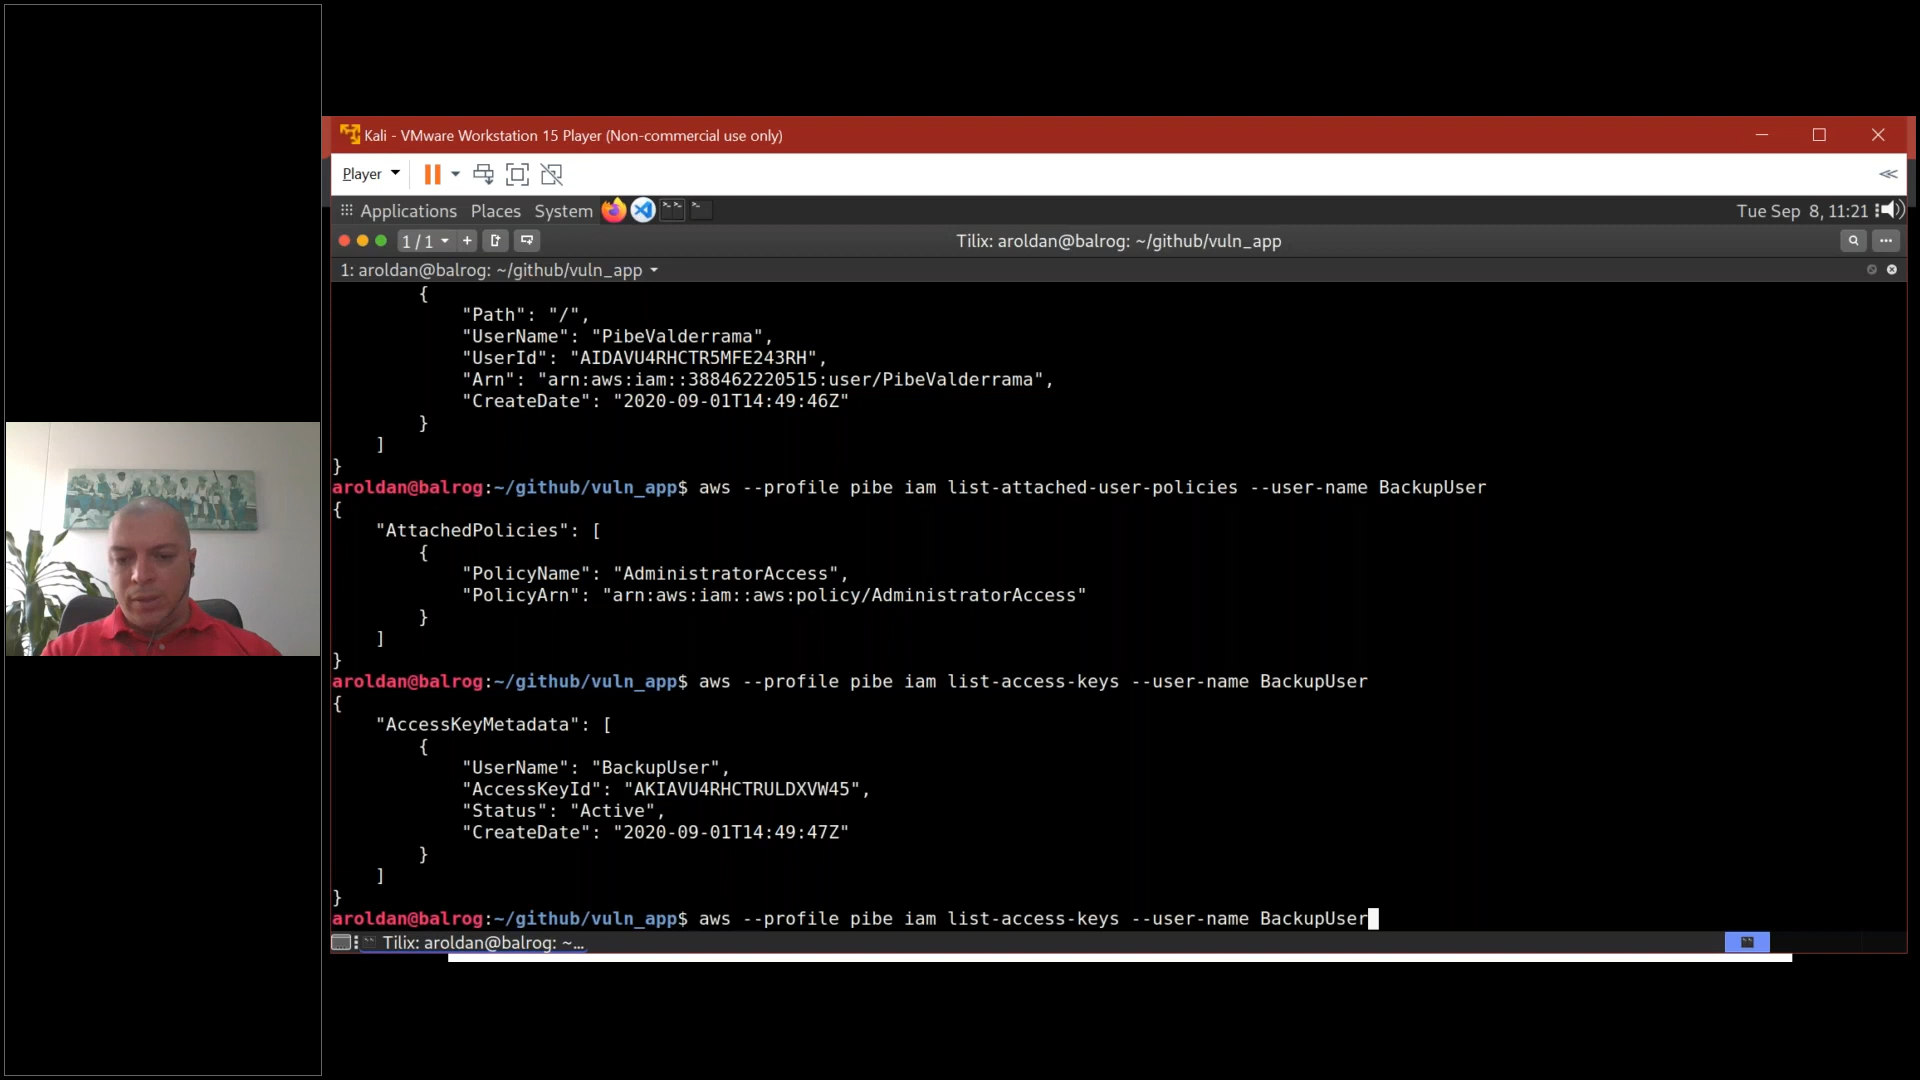 Kali - VMware Workstation 15 Player (Non-commercial use only)
Player
Applications Places System
Tue Sep 8, 11:21
1 / 1
Tilix: aroldan@balrog: ~/github/vuln_app
1: aroldan@balrog: ~/github/vuln_app
        {
            "Path": "/",
            "UserName": "PibeValderrama",
            "UserId": "AIDAVU4RHCTR5MFE243RH",
            "Arn": "arn:aws:iam::388462220515:user/PibeValderrama",
            "CreateDate": "2020-09-01T14:49:46Z"
        }
    ]
}
aroldan@balrog:~/github/vuln_app$ aws --profile pibe iam list-attached-user-policies --user-name BackupUser
{
    "AttachedPolicies": [
        {
            "PolicyName": "AdministratorAccess",
            "PolicyArn": "arn:aws:iam::aws:policy/AdministratorAccess"
        }
    ]
}
aroldan@balrog:~/github/vuln_app$ aws --profile pibe iam list-access-keys --user-name BackupUser
{
    "AccessKeyMetadata": [
        {
            "UserName": "BackupUser",
            "AccessKeyId": "AKIAVU4RHCTRULDXVW45",
            "Status": "Active",
            "CreateDate": "2020-09-01T14:49:47Z"
        }
    ]
}
aroldan@balrog:~/github/vuln_app$ aws --profile pibe iam list-access-keys --user-name BackupUser
Tilix: aroldan@balrog: ~...